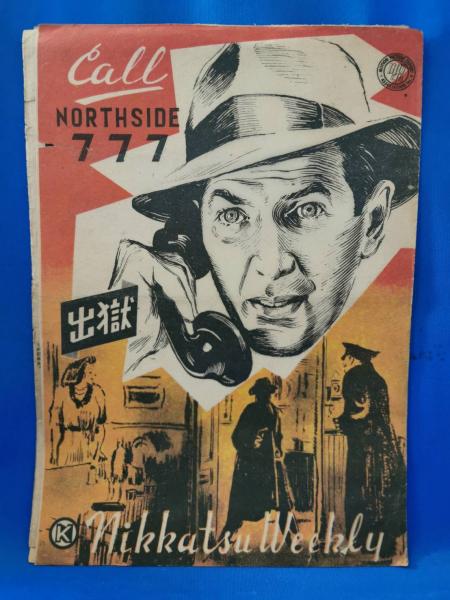 Call
NORTHSIDE
- 777
出獄
K
Nikkatsu Weekly